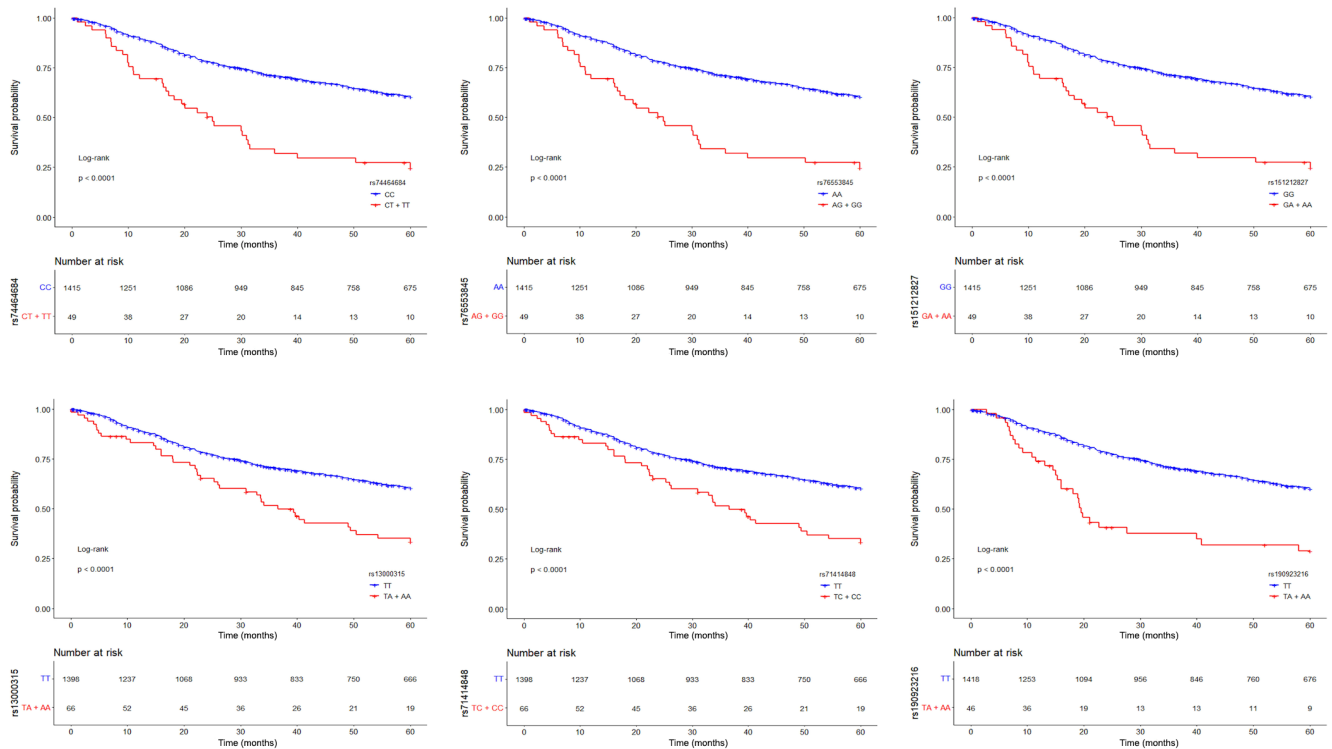 1.00
0.75
0.50
0.25
0.00
Survival probability
Log-rank
p < 0.0001
rs74464684
CC
CT + TT
0 10 20 30 40 50 60
Time (months)
Number at risk
rs74464684
CC 1415 1251 1086 949 845 758 675
CT + TT 49 38 27 20 14 13 10
0 10 20 30 40 50 60
Time (months)
1.00
0.75
0.50
0.25
0.00
Survival probability
Log-rank
p < 0.0001
rs76553845
AA
AG + GG
0 10 20 30 40 50 60
Time (months)
Number at risk
rs76553845
AA 1415 1251 1086 949 845 758 675
AG + GG 49 38 27 20 14 13 10
0 10 20 30 40 50 60
Time (months)
1.00
0.75
0.50
0.25
0.00
Survival probability
Log-rank
p < 0.0001
rs151212827
GG
GA + AA
0 10 20 30 40 50 60
Time (months)
Number at risk
rs151212827
GG 1415 1251 1086 949 845 758 675
GA + AA 49 38 27 20 14 13 10
0 10 20 30 40 50 60
Time (months)
1.00
0.75
0.50
0.25
0.00
Survival probability
Log-rank
p < 0.0001
rs13000315
TT
TA + AA
0 10 20 30 40 50 60
Time (months)
Number at risk
rs13000315
TT 1398 1237 1068 933 833 750 666
TA + AA 66 52 45 36 26 21 19
0 10 20 30 40 50 60
Time (months)
1.00
0.75
0.50
0.25
0.00
Survival probability
Log-rank
p < 0.0001
rs71414848
TT
TC + CC
0 10 20 30 40 50 60
Time (months)
Number at risk
rs71414848
TT 1398 1237 1068 933 833 750 666
TC + CC 66 52 45 36 26 21 19
0 10 20 30 40 50 60
Time (months)
1.00
0.75
0.50
0.25
0.00
Survival probability
Log-rank
p < 0.0001
rs190923216
TT
TA + AA
0 10 20 30 40 50 60
Time (months)
Number at risk
rs190923216
TT 1418 1253 1094 956 846 760 676
TA + AA 46 36 19 13 13 11 9
0 10 20 30 40 50 60
Time (months)